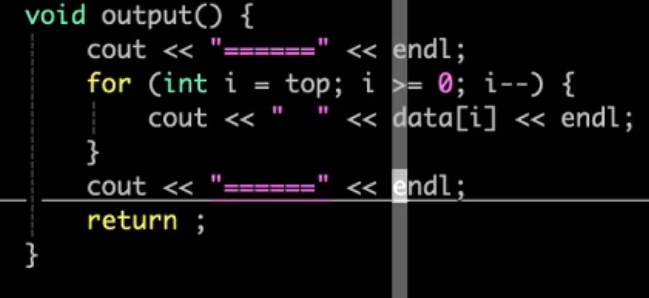 void output() {
    cout << "======" << endl;
    for (int i = top; i >= 0; i--) {
        cout << "  " << data[i] << endl;
    }
    cout << "======" << endl;
    return ;
}